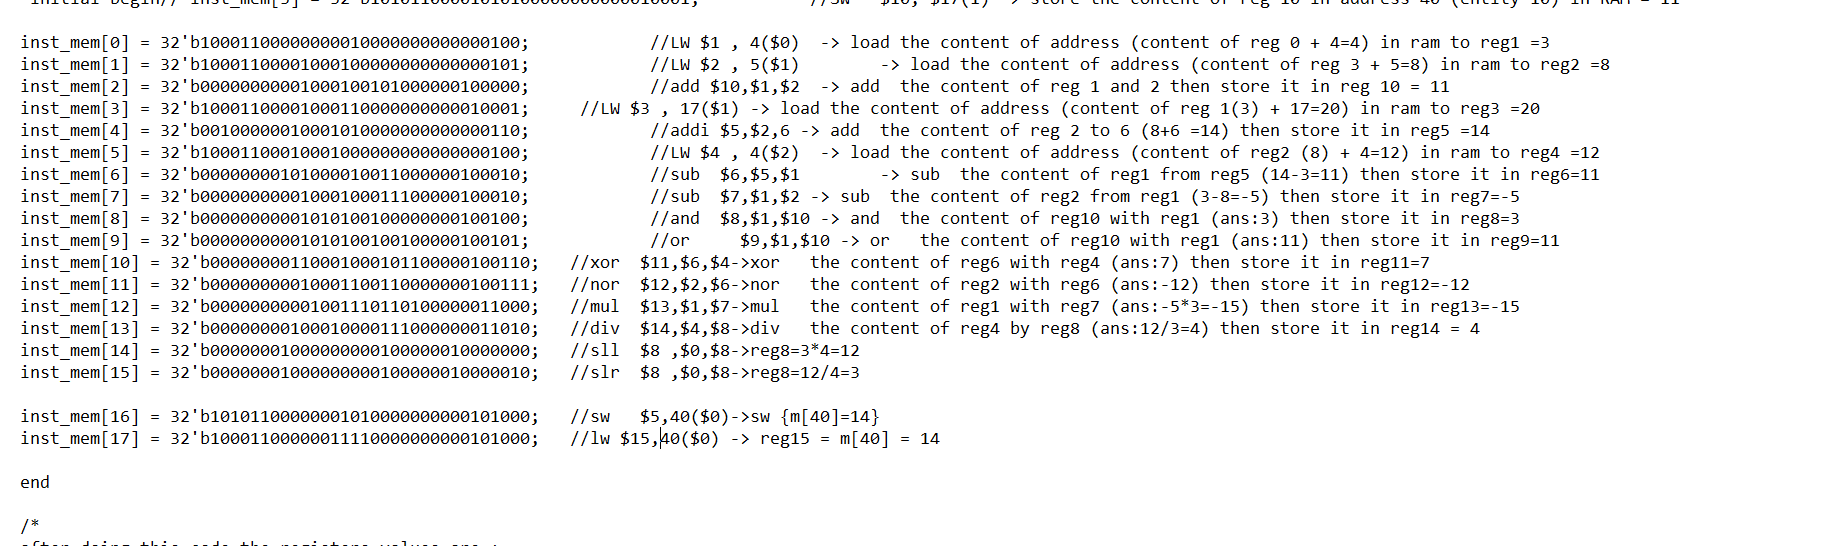 initial begin// =
inst_mem[0] = 32'b10001100000000010000000000000100; //LW $1 , 4($0) -> load the content of address (content of reg 0 + 4=4) in ram to reg1 =3
inst_mem[1] = 32'b10001100001000100000000000000101; //LW $2 , 5($1) -> load the content of address (content of reg 3 + 5=8) in ram to reg2 =8
inst_mem[2] = 32'b00000000001000100101000000100000; //add $10,$1,$2 -> add the content of reg 1 and 2 then store it in reg 10 = 11
inst_mem[3] = 32'b10001100001000110000000000010001; //LW $3 , 17($1) -> load the content of address (content of reg 1(3) + 17=20) in ram to reg3 =20
inst_mem[4] = 32'b00100000010001010000000000000110; //addi $5,$2,6 -> add the content of reg 2 to 6 (8+6 =14) then store it in reg5 =14
inst_mem[5] = 32'b10001100010001000000000000000100; //LW $4 , 4($2) -> load the content of address (content of reg2 (8) + 4=12) in ram to reg4 =12
inst_mem[6] = 32'b00000000101000010011000000100010; //sub $6,$5,$1 -> sub the content of reg1 from reg5 (14-3=11) then store it in reg6=11
inst_mem[7] = 32'b00000000001000100011100000100010; //sub $7,$1,$2 -> sub the content of reg2 from reg1 (3-8=-5) then store it in reg7=-5
inst_mem[8] = 32'b00000000001010100100000000100100; //and $8,$1,$10 -> and the content of reg10 with reg1 (ans:3) then store it in reg8=3
inst_mem[9] = 32'b00000000001010100100100000100101; //or $9,$1,$10 -> or the content of reg10 with reg1 (ans:11) then store it in reg9=11
inst_mem[10] = 32'b00000000110001000101100000100110; //xor $11,$6,$4->xor the content of reg6 with reg4 (ans:7) then store it in reg11=7
inst_mem[11] = 32'b00000000010001100110000000100111; //nor $12,$2,$6->nor the content of reg2 with reg6 (ans:-12) then store it in reg12=-12
inst_mem[12] = 32'b00000000001001110110100000011000; //mul $13,$1,$7->mul the content of reg1 with reg7 (ans:-5*3=-15) then store it in reg13=-15
inst_mem[13] = 32'b00000000100010000111000000011010; //div $14,$4,$8->div the content of reg4 by reg8 (ans:12/3=4) then store it in reg14 = 4
inst_mem[14] = 32'b00000001000000000100000010000000; //sll $8 ,$0,$8->reg8=3*4=12
inst_mem[15] = 32'b00000001000000000100000010000010; //slr $8 ,$0,$8->reg8=12/4=3
inst_mem[16] = 32'b10101100000001010000000000101000; //sw $5,40($0)->sw {m[40]=14}
inst_mem[17] = 32'b10001100000011110000000000101000; //lw $15,40($0) -> reg15 = m[40] = 14
end
/*
after doing this code the registers values are :